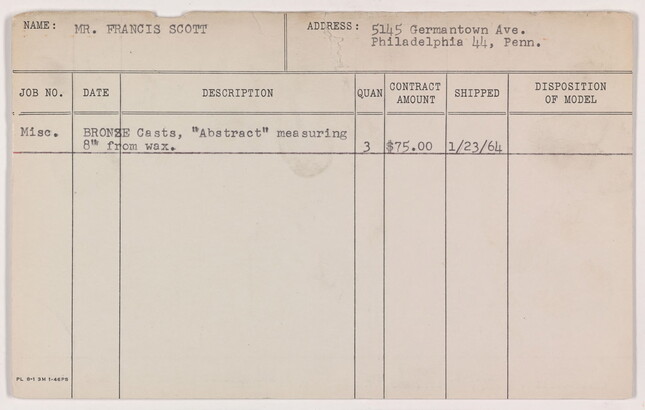 NAME: MR. FRANCIS SCOTT ADDRESS: 5145 Germantown Ave.
Philadelphia 44, Penn.
JOB NO. DATE DESCRIPTION QUAN CONTRACT AMOUNT SHIPPED DISPOSITION OF MODEL
Misc. BRONZE Casts, "Abstract" measuring
8" from wax. 3 $75.00 1/23/64